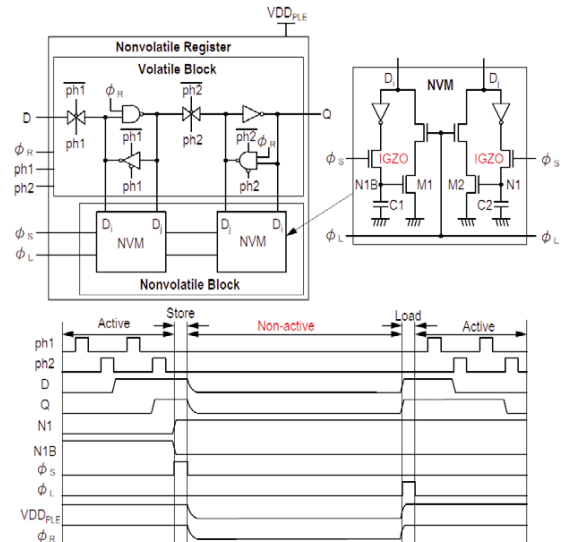 VDD_PLE
Nonvolatile Register
Volatile Block
ph1 ϕ_R ph2
D Q
ph1 ph1 ph2 ph2 ϕ_R
ph1 ph2
ϕ_R
ph1
ph2
D_i D_j D_j D_i
ϕ_S
NVM NVM
ϕ_L
Nonvolatile Block
D_i NVM D_j
ϕ_S IGZO IGZO ϕ_S
N1B M1 M2 N1
C1 C2
ϕ_L ϕ_L
Store Load
Active Non-active Active
ph1
ph2
D
Q
N1
N1B
ϕ_S
ϕ_L
VDD_PLE
ϕ_R